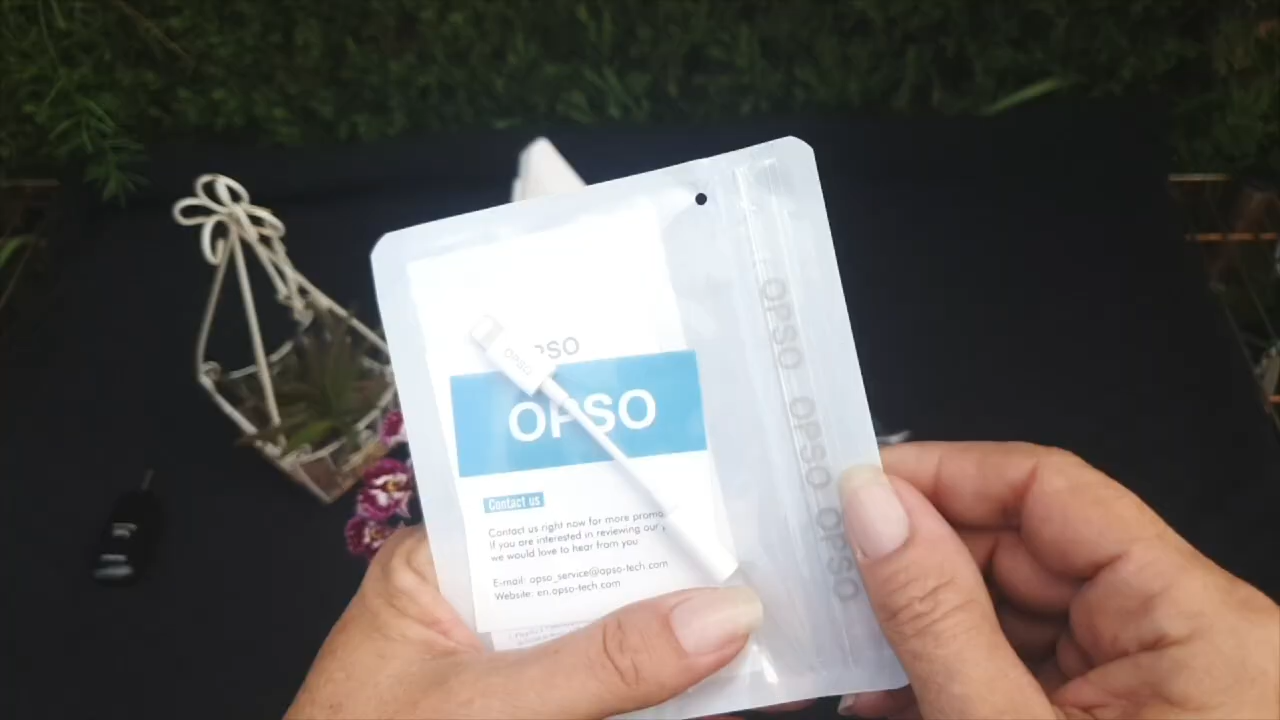 OPSO
PSO
OPSO
Contact us
Contact us right now for more promo
If you are interested in reviewing our
we would love to hear from you
E-mail: opso_service@opso-tech.com
Website: en.opso-tech.com
OPSO
OPSO
OPSO